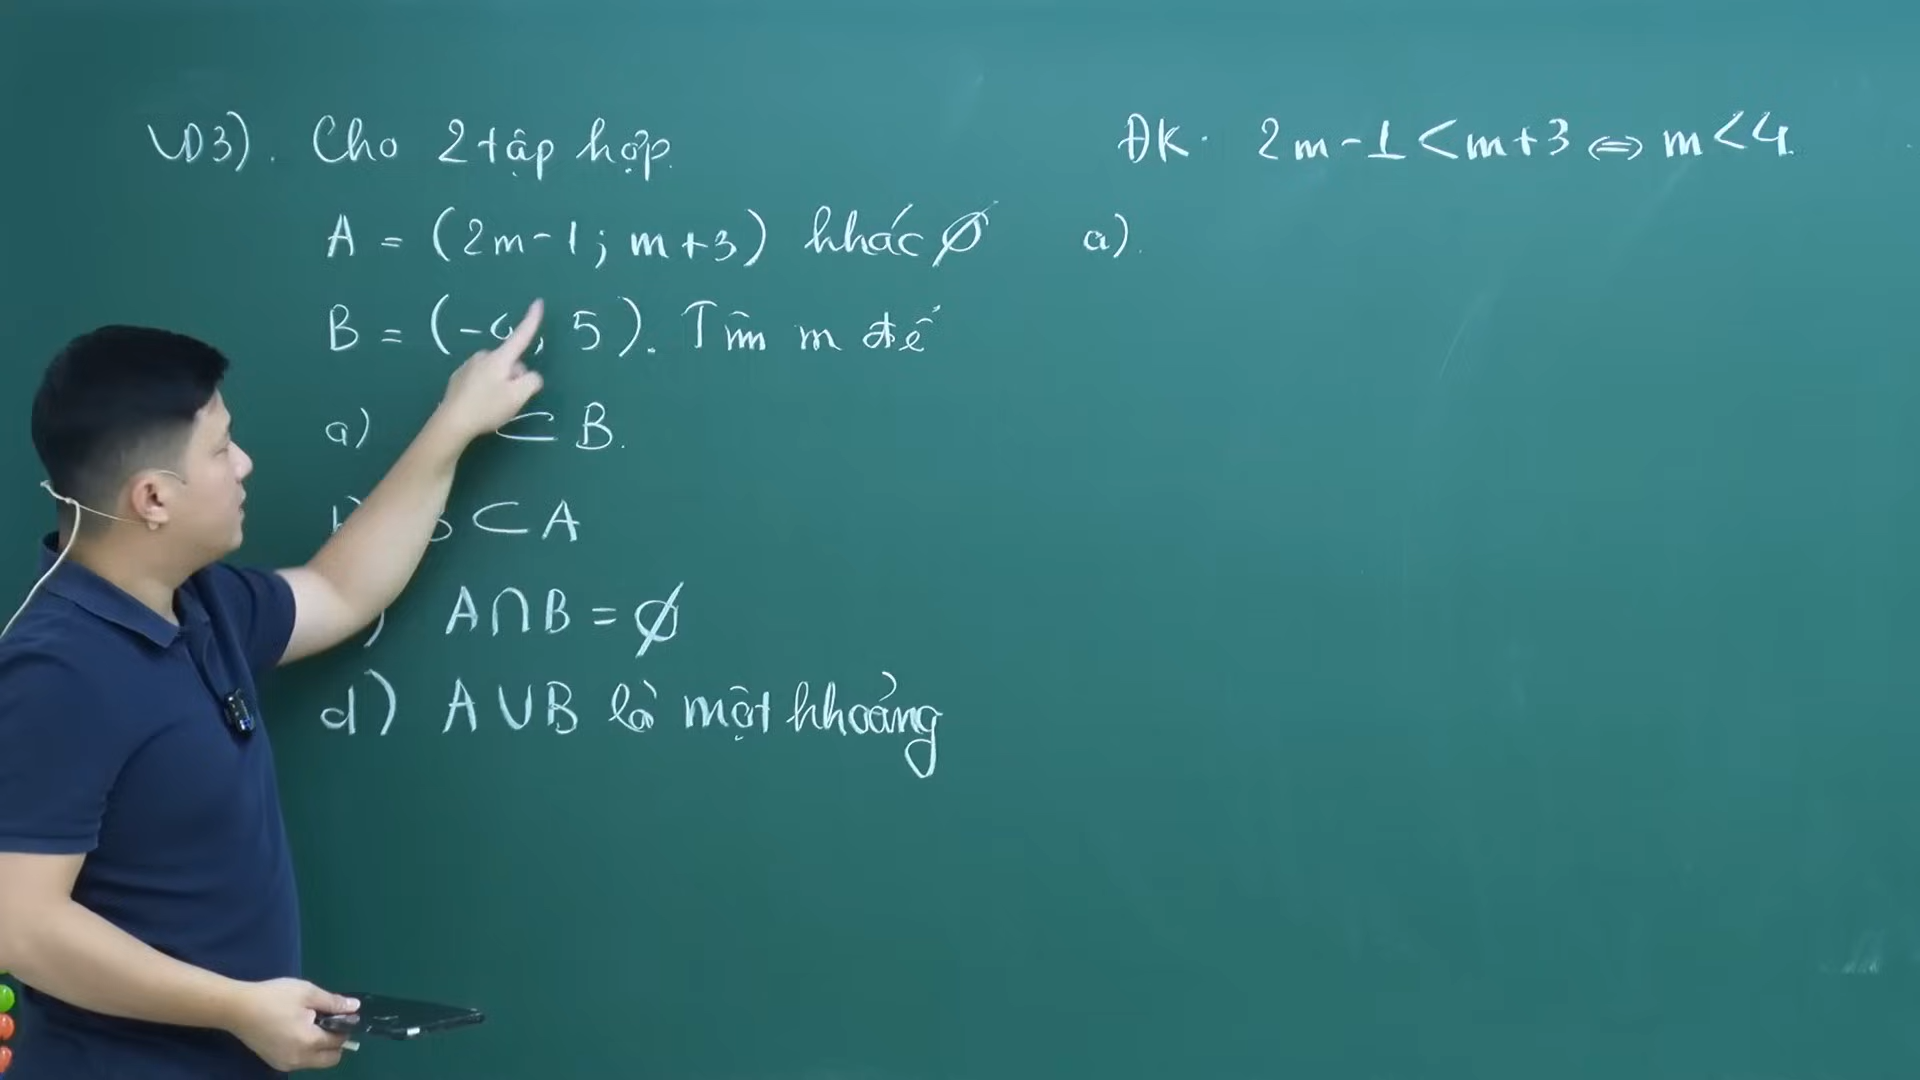 VD3). Cho 2 tập hợp.
A = (2m-1; m+3) khác ∅
B = (- ; 5). Tìm m để
a) ⊂ B.
⊂ A
) A∩B = ∅
d) A∪B là một khoảng
ĐK. 2m-1 < m+3 ⇔ m < 4.
a).